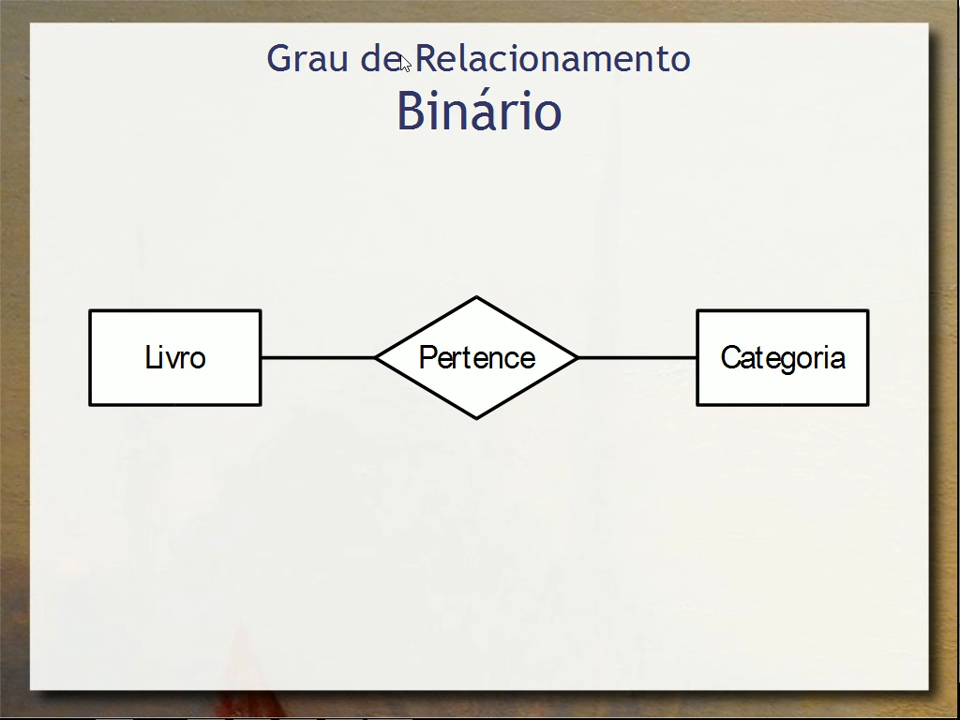 Grau de Relacionamento
Binário
Livro
Pertence
Categoria